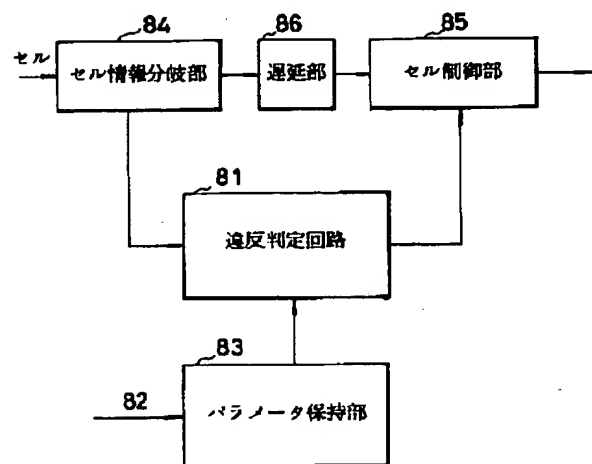 84
86
85
セル
セル情報分岐部
遅延部
セル制御部
81
違反判定回路
83
82
パラメータ保持部